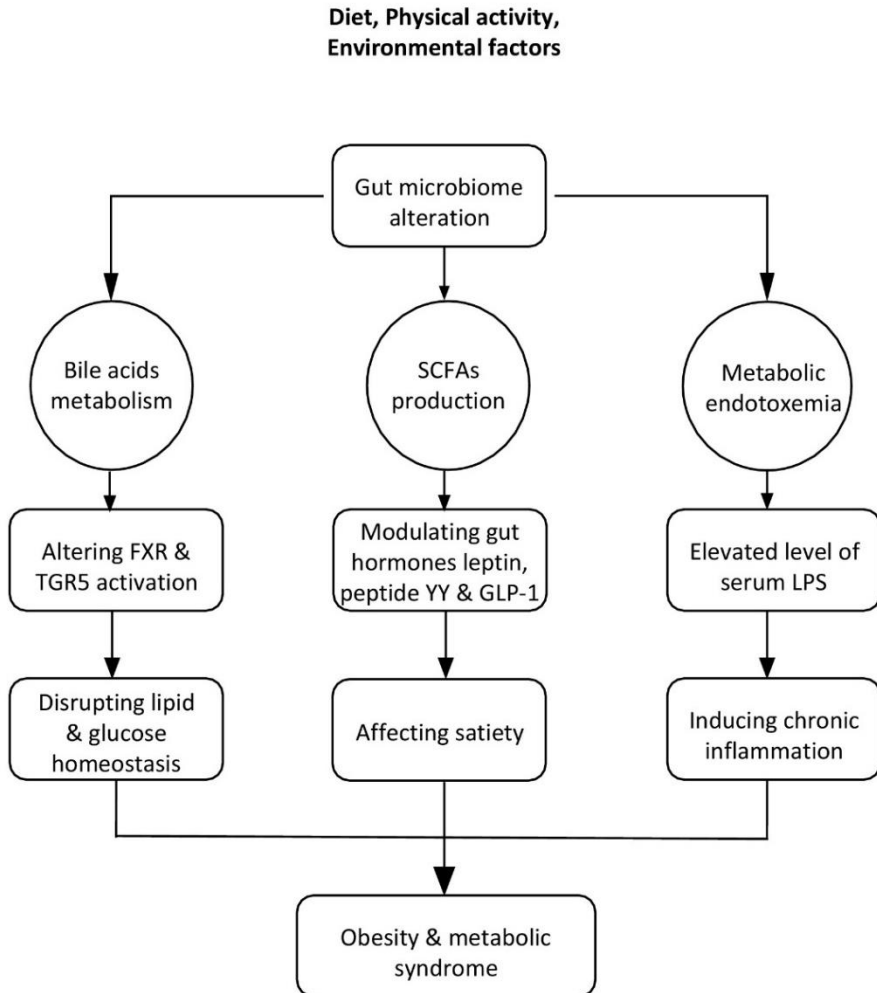 Diet, Physical activity,
Environmental factors
Gut microbiome
alteration
Bile acids
metabolism
SCFAs
production
Metabolic
endotoxemia
Altering FXR &
TGR5 activation
Modulating gut
hormones leptin,
peptide YY & GLP-1
Elevated level of
serum LPS
Disrupting lipid
& glucose
homeostasis
Affecting satiety
Inducing chronic
inflammation
Obesity & metabolic
syndrome